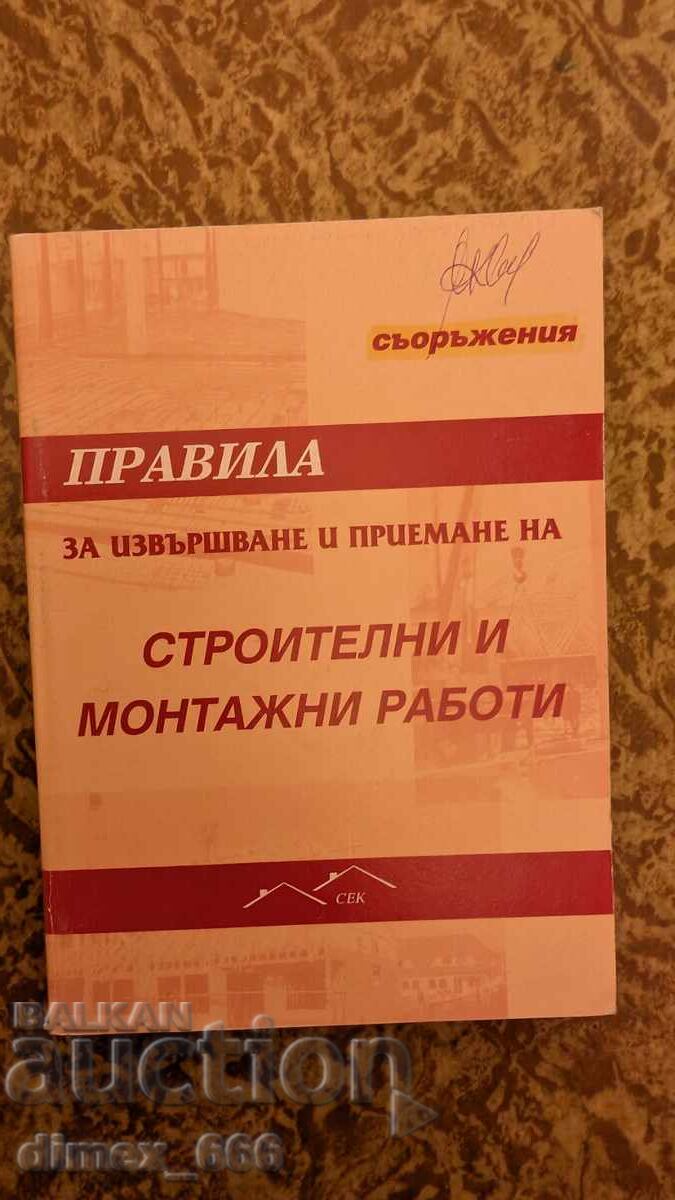 съоръжения
ПРАВИЛА
ЗА ИЗВЪРШВАНЕ И ПРИЕМАНЕ НА
СТРОИТЕЛНИ И
МОНТАЖНИ РАБОТИ
СЕК
BALKAN
auction
dimex_666